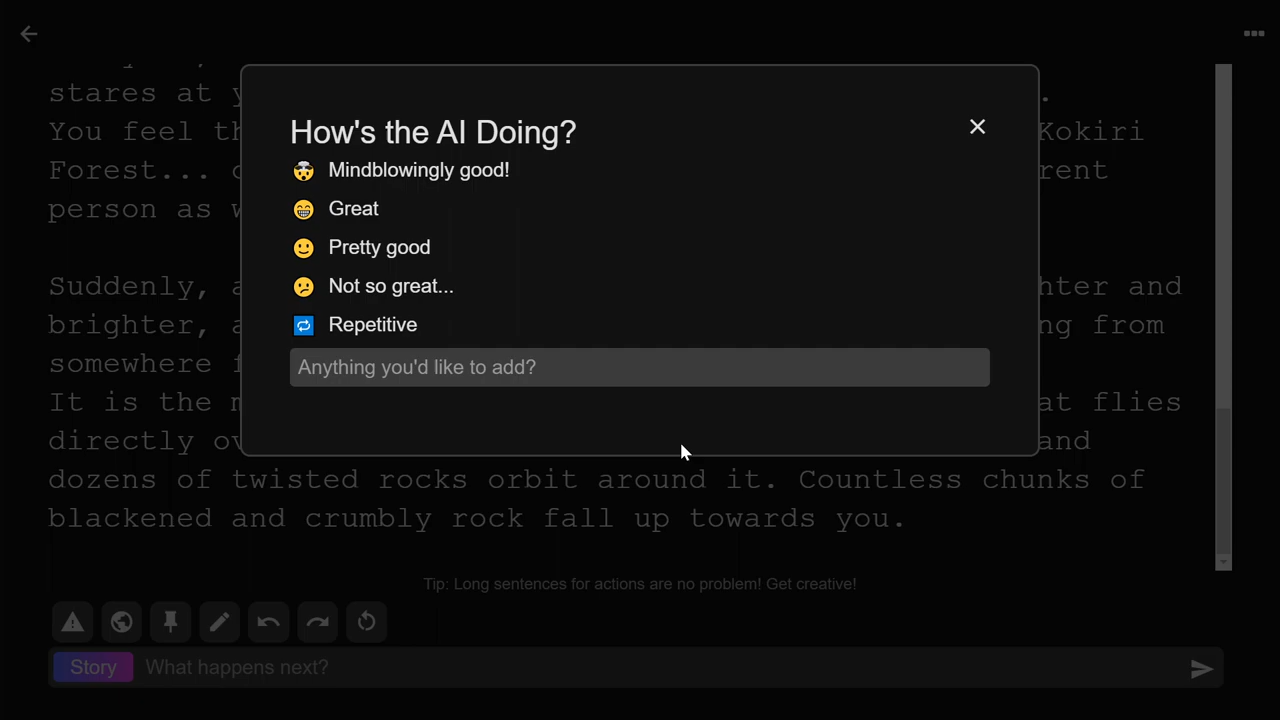 stares at
You feel Kokiri
Forest... rent
person as
How's the AI Doing?
Mindblowingly good!
Great
Pretty good
Not so great...
Repetitive
Anything you'd like to add?
Suddenly, hter and
brighter, ng from
somewhere
It is the at flies
directly and
dozens of twisted rocks orbit around it. Countless chunks of
blackened and crumbly rock fall up towards you.
Tip: Long sentences for actions are no problem! Get creative!
Story What happens next?